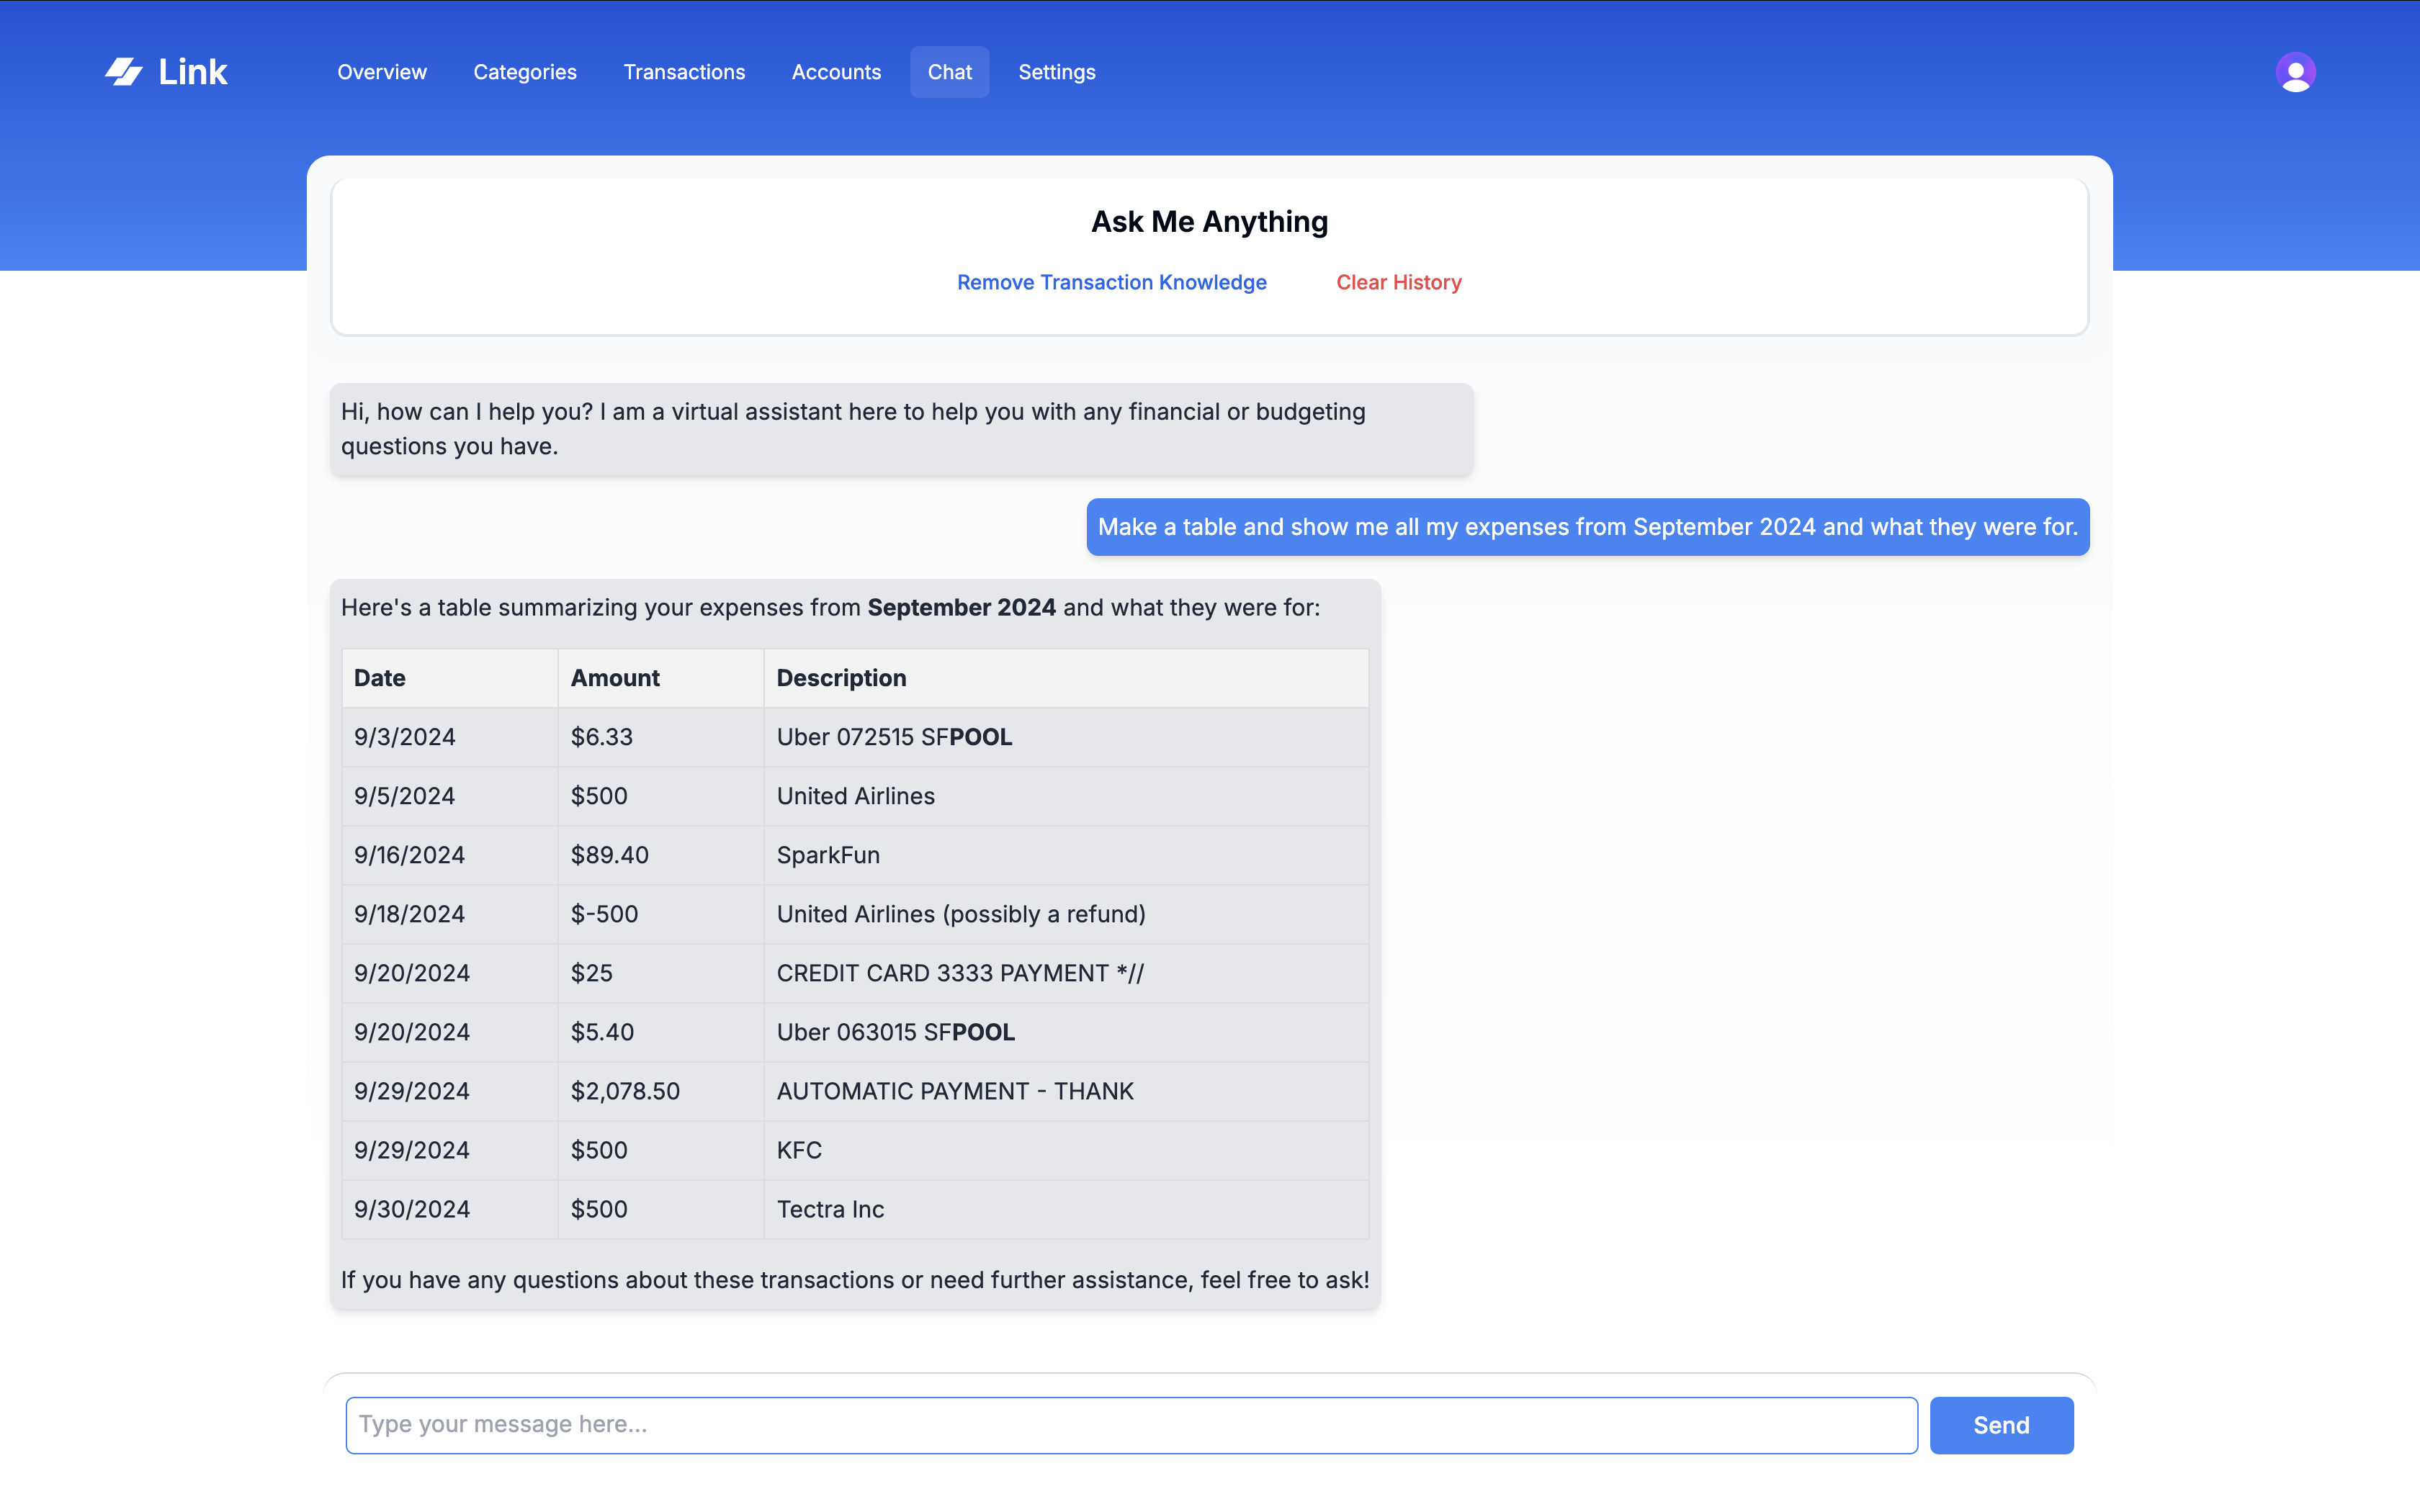 Link
Overview Categories Transactions Accounts Chat Settings
Ask Me Anything
Remove Transaction Knowledge Clear History
Hi, how can I help you? I am a virtual assistant here to help you with any financial or budgeting
questions you have.
Make a table and show me all my expenses from September 2024 and what they were for.
Here's a table summarizing your expenses from September 2024 and what they were for:
Date Amount Description
9/3/2024 $6.33 Uber 072515 SFPOOL
9/5/2024 $500 United Airlines
9/16/2024 $89.40 SparkFun
9/18/2024 $-500 United Airlines (possibly a refund)
9/20/2024 $25 CREDIT CARD 3333 PAYMENT *//
9/20/2024 $5.40 Uber 063015 SFPOOL
9/29/2024 $2,078.50 AUTOMATIC PAYMENT - THANK
9/29/2024 $500 KFC
9/30/2024 $500 Tectra Inc
If you have any questions about these transactions or need further assistance, feel free to ask!
Type your message here...
Send